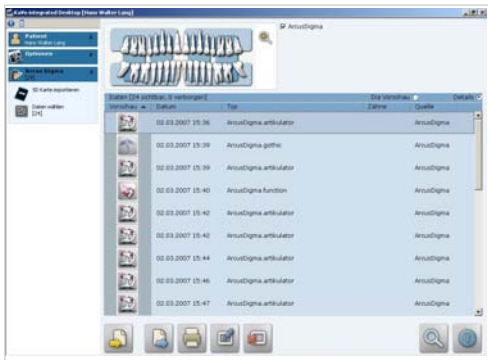 KaVo integrated Desktop [Hans Walter Lang]
Patient
Hans Walter Lang
Optionen
Arcus Sigma
[24]
SD Karte importieren
Daten wählen
[24]
ArcusDigma
Daten [24 sichtbar, 0 verborgen]
Dia Vorschau
Details
Vorschau
Datum
Typ
Zähne
Quelle
02.03.2007 15:36 ArcusDigma.artikulator ArcusDigma
02.03.2007 15:39 ArcusDigma.gothic ArcusDigma
02.03.2007 15:39 ArcusDigma.artikulator ArcusDigma
02.03.2007 15:40 ArcusDigma.function ArcusDigma
02.03.2007 15:42 ArcusDigma.artikulator ArcusDigma
02.03.2007 15:42 ArcusDigma.artikulator ArcusDigma
02.03.2007 15:44 ArcusDigma.artikulator ArcusDigma
02.03.2007 15:46 ArcusDigma.artikulator ArcusDigma
02.03.2007 15:47 ArcusDigma.artikulator ArcusDigma